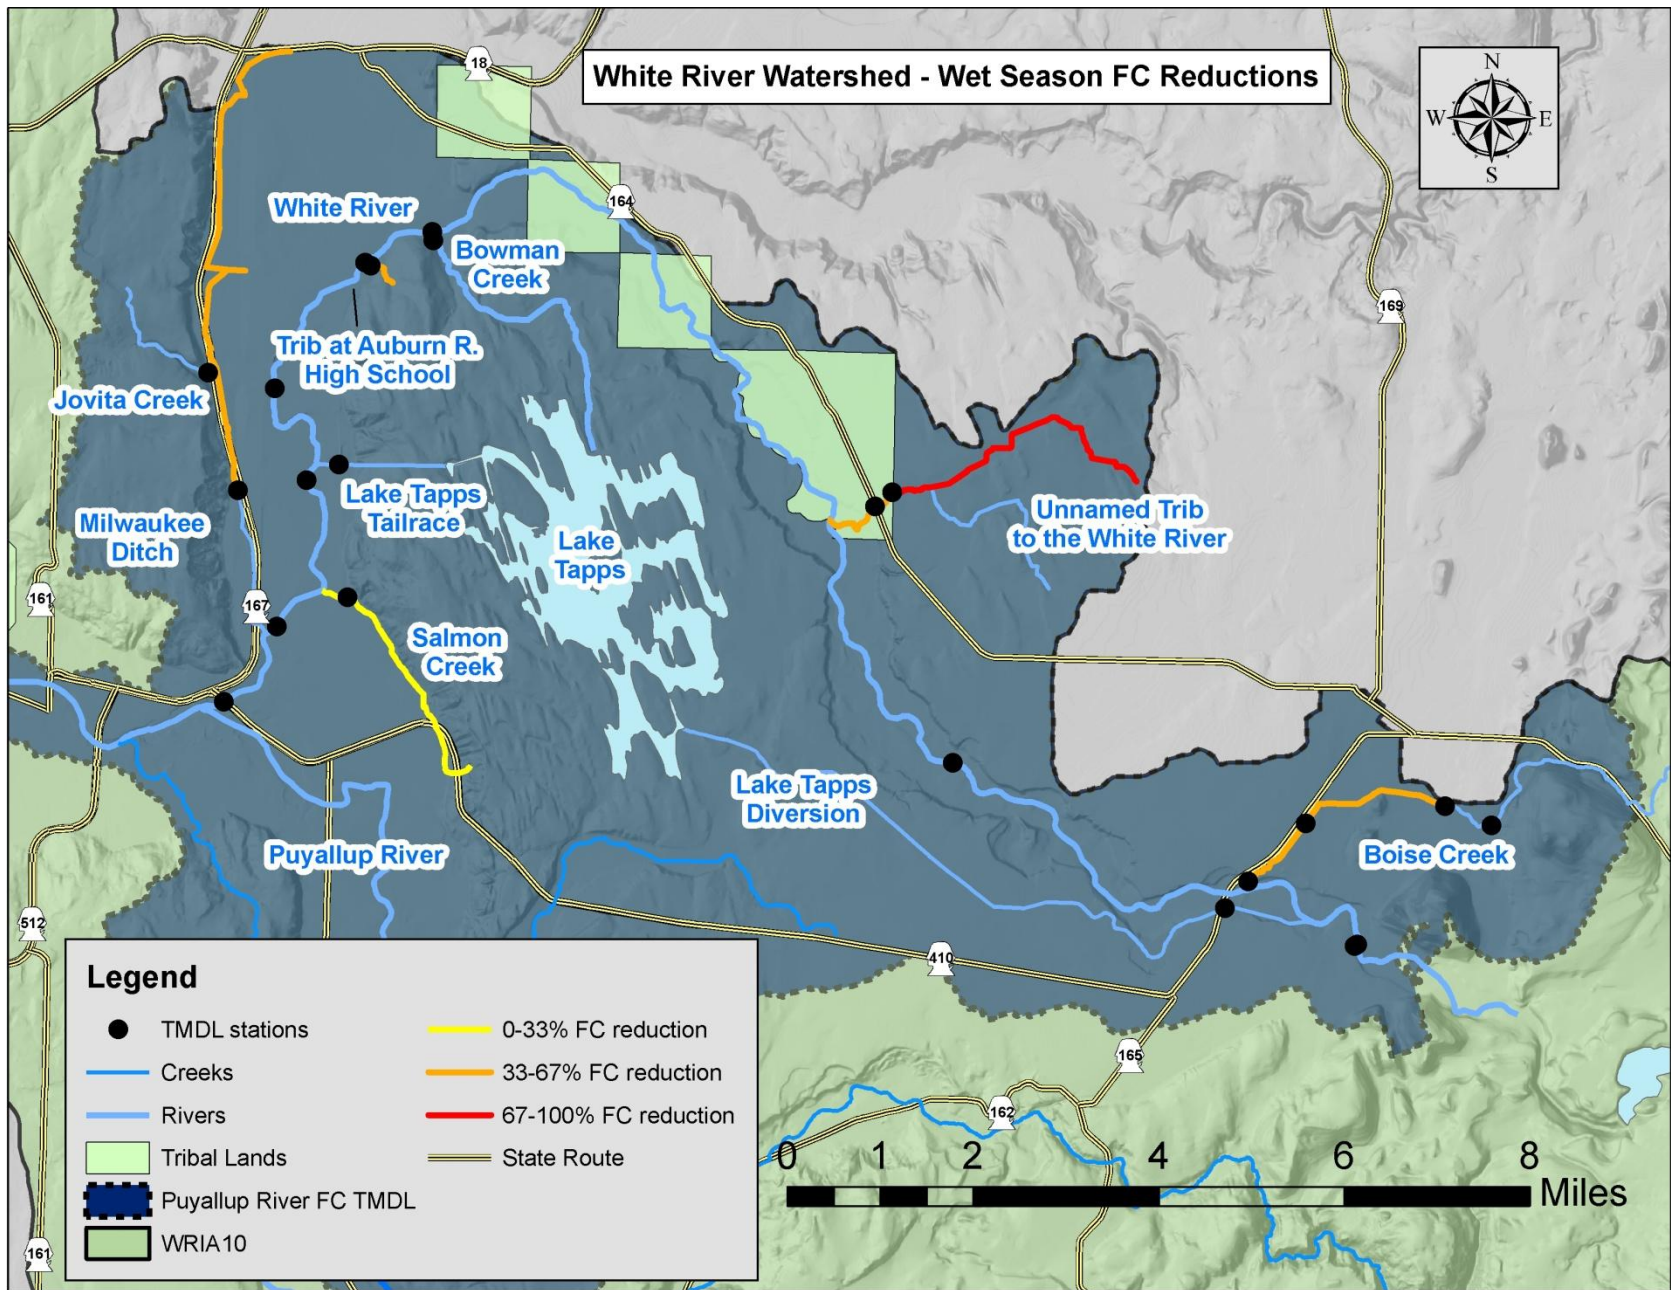 White River Watershed - Wet Season FC Reductions
N
W E
S
18
164
169
White River
Bowman
Creek
Trib at Auburn R.
High School
Jovita Creek
Lake Tapps
Tailrace
Milwaukee
Ditch
Lake
Tapps
Unnamed Trib
to the White River
161
167
Salmon
Creek
Lake Tapps
Diversion
Puyallup River
Boise Creek
512
410
165
162
161
Legend
TMDL stations
Creeks
Rivers
Tribal Lands
Puyallup River FC TMDL
WRIA10
0-33% FC reduction
33-67% FC reduction
67-100% FC reduction
State Route
0 1 2 4 6 8
Miles